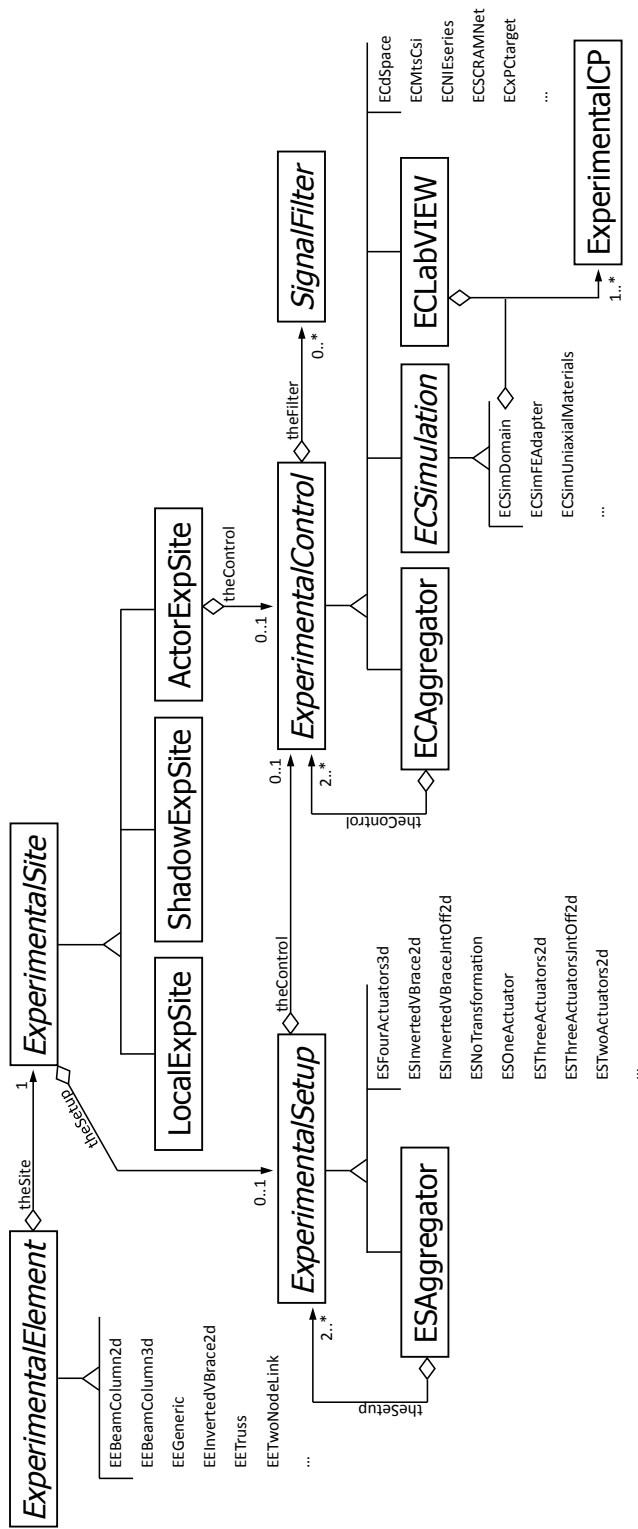 ExperimentalElement
theSite
1
ExperimentalSite
EEBeamColumn2d
EEBeamColumn3d
EEGeneric
EEInvertedVBrace2d
EETruss
EETwoNodeLink
...
theSetup
0..1
LocalExpSite
ShadowExpSite
ActorExpSite
theControl
0..1
ExperimentalSetup
theControl
0..1
ExperimentalControl
theFilter
0..*
SignalFilter
theSetup
2..*
ESAggregator
ESFourActuators3d
ESInvertedVBrace2d
ESInvertedVBraceJntOff2d
ESNoTransformation
ESOneActuator
ESThreeActuators2d
ESThreeActuatorsJntOff2d
ESTwoActuators2d
...
theControl
2..*
ECAggregator
ECSimulation
ECLabVIEW
ECdSpace
ECMtsCsi
ECNIEseries
ECSCRAMNet
ECxPCtarget
...
ECSimDomain
ECSimFEAdapter
ECSimUniaxialMaterials
...
1..*
ExperimentalCP